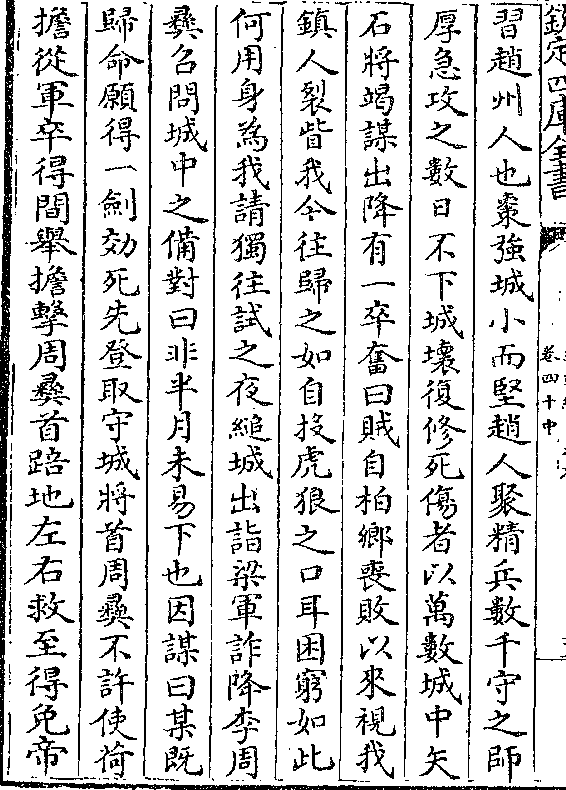 欽定四庫全書
卷四十中
習趙州人也棗強城小而堅趙人聚精兵數千守之師
厚急攻之數日不下城壞復修死傷者以萬數城中矢
石將竭謀出降有一卒奮曰賊自柏鄉喪敗以來視我
鎮人裂眥我今往歸之如自投虎狼之口耳困窮如此
何用身為我請獨往試之夜縋城出詣梁軍詐降李周
彛召問城中之備對曰非半月未易下也因謀曰某既
歸命願得一劍効死先登取守城將首周彛不許使荷
擔從軍卒得間舉擔擊周彛首踣地左右救至得免帝